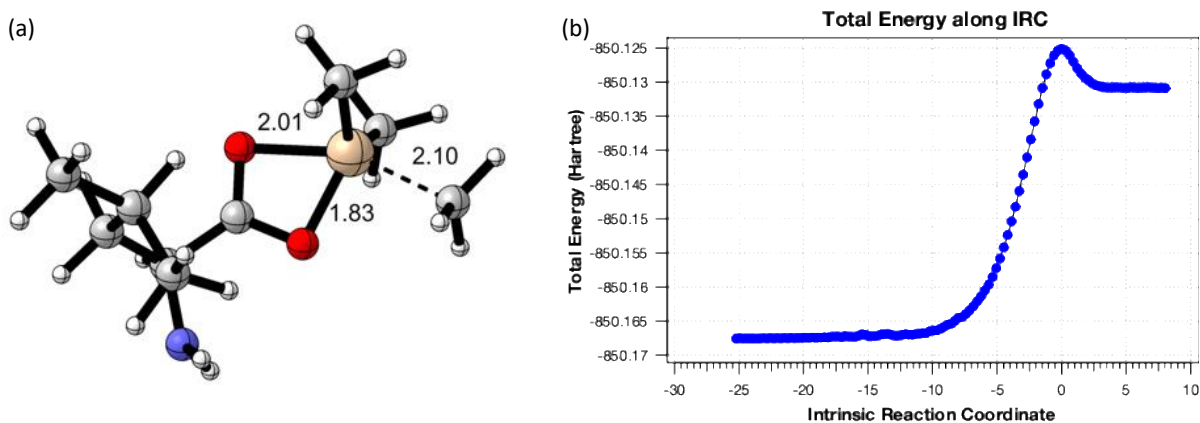 (a)
2.01
2.10
1.83
(b)
Total Energy along IRC
Total Energy (Hartree)
-850.125
-850.13
-850.135
-850.14
-850.145
-850.15
-850.155
-850.16
-850.165
-850.17
-30 -25 -20 -15 -10 -5 0 5 10
Intrinsic Reaction Coordinate